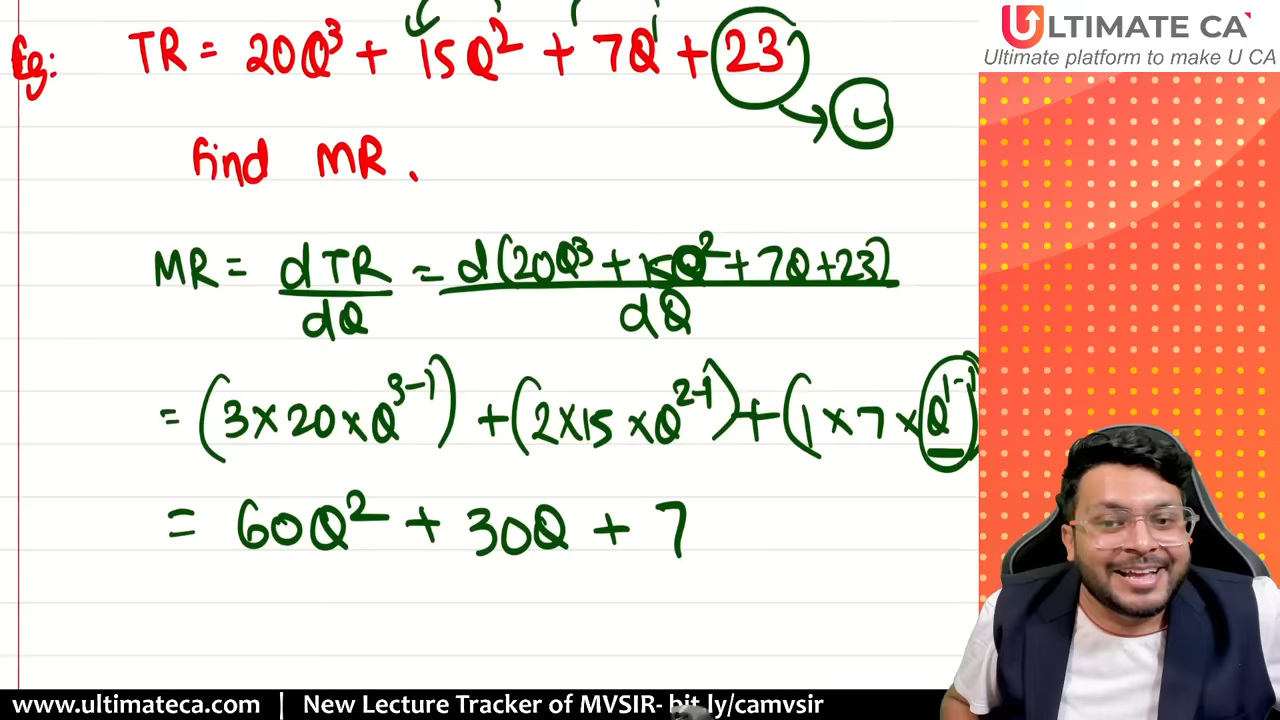 Eg: TR = 20Q³ + 15Q² + 7Q¹ + 23
ULTIMATE CA
Ultimate platform to make U CA
find MR.
MR = dTR/dQ = d(20Q³ + 15Q² + 7Q + 23)/dQ
= (3 × 20 × Q³⁻¹) + (2 × 15 × Q²⁻¹) + (1 × 7 × Q¹⁻¹)
= 60Q² + 30Q + 7
www.ultimateca.com | New Lecture Tracker of MVSIR- bit ly/camvsir